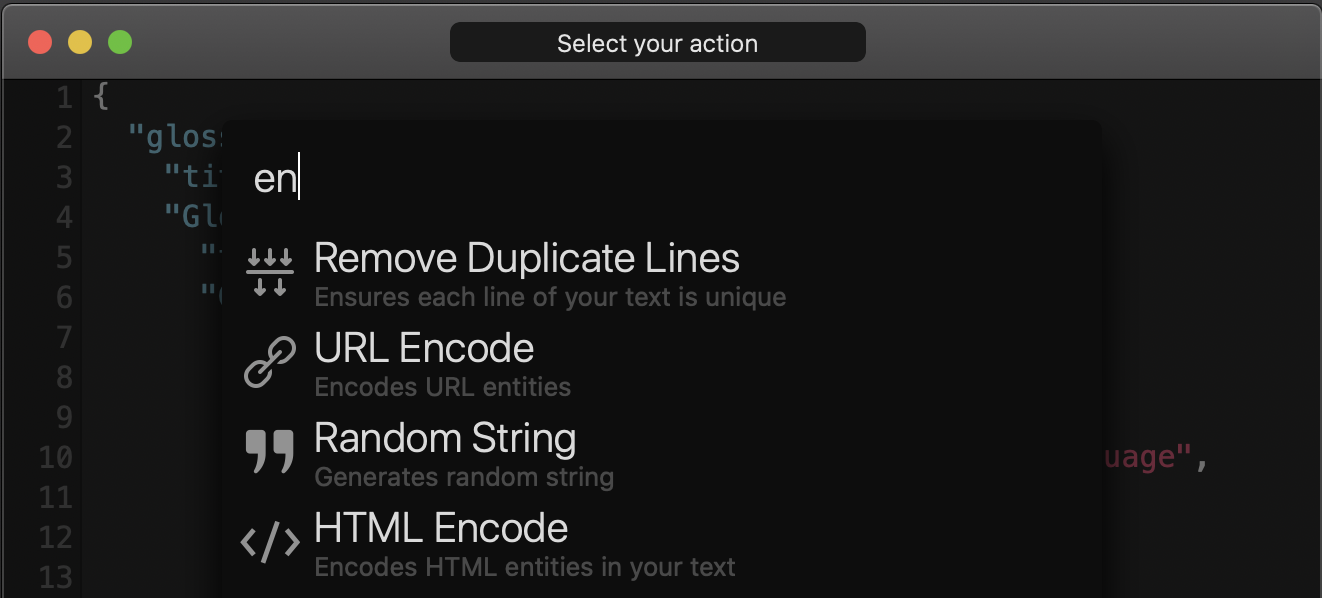 Select your action
1 {
2 "glos
3 "ti
4 "Gl
5 "
6 "
7
8
9
10 uage",
11
12
13
en
Remove Duplicate Lines
Ensures each line of your text is unique
URL Encode
Encodes URL entities
Random String
Generates random string
HTML Encode
Encodes HTML entities in your text